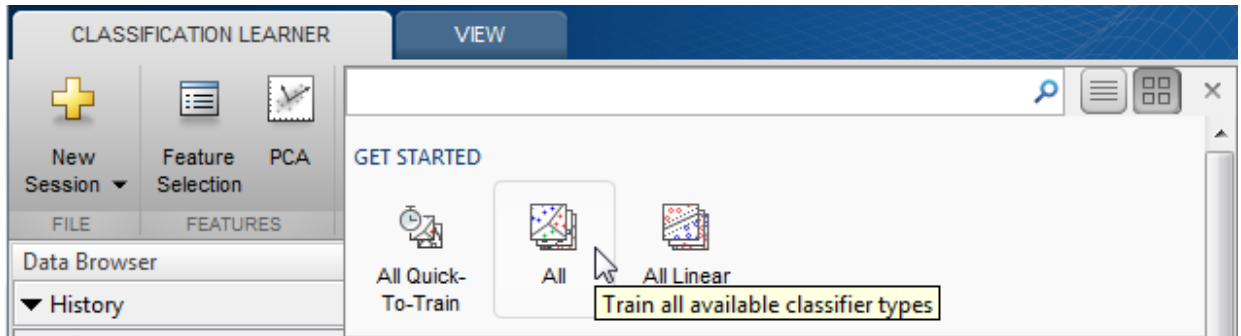 CLASSIFICATION LEARNER
VIEW
New
Session
Feature
Selection
PCA
FILE
FEATURES
GET STARTED
All Quick-
To-Train
All
All Linear
Train all available classifier types
Data Browser
History